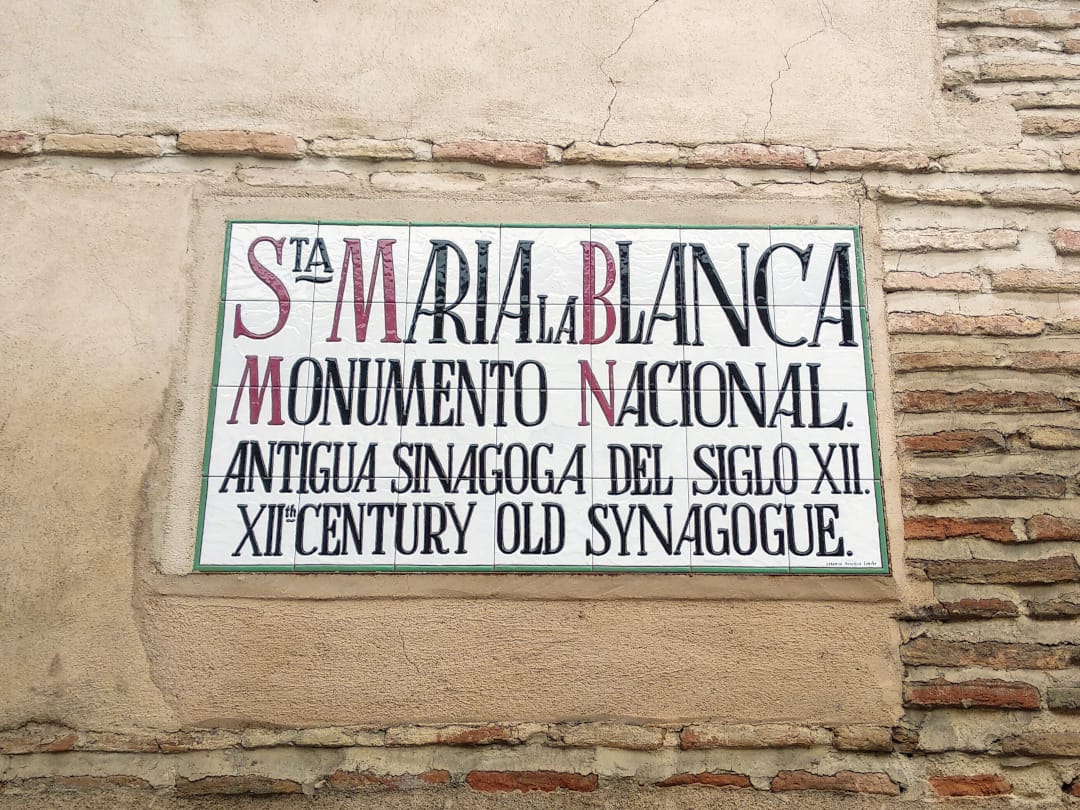 STA MARIA LA BLANCA
MONUMENTO NACIONAL.
ANTIGUA SINAGOGA DEL SIGLO XII.
XIIth CENTURY OLD SYNAGOGUE.